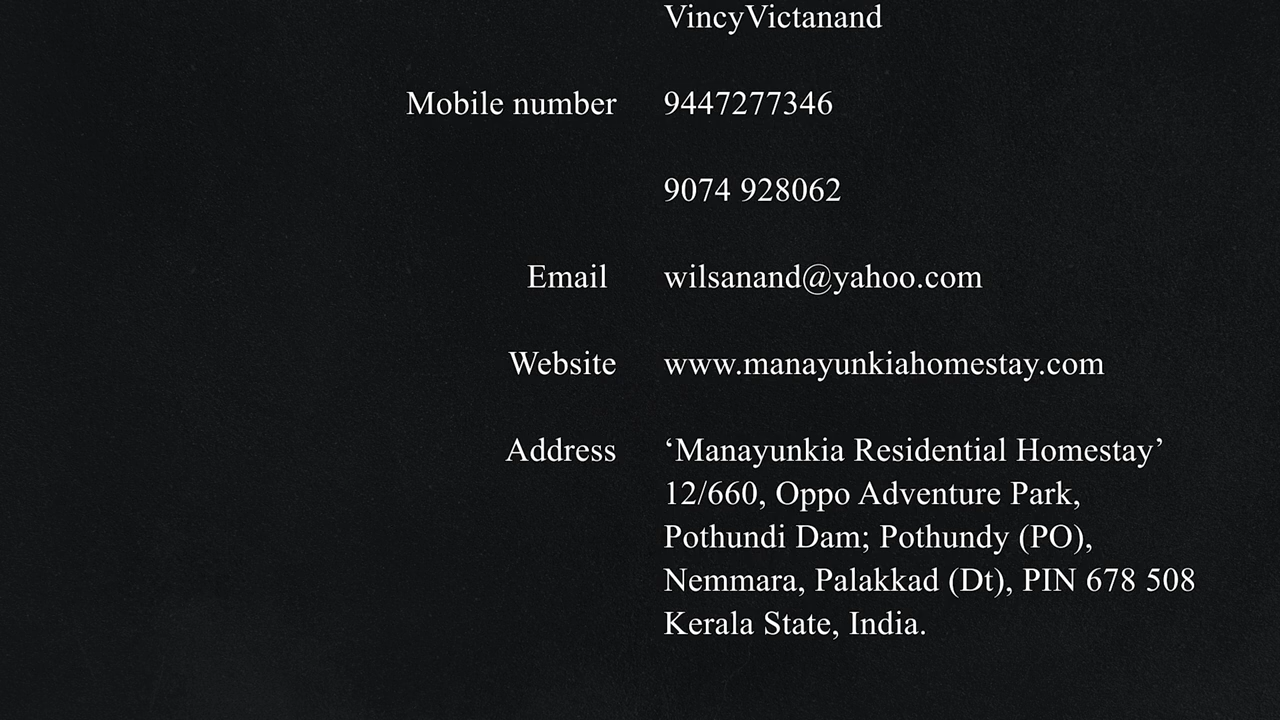 VincyVictanand
Mobile number 9447277346
9074 928062
Email wilsanand@yahoo.com
Website www.manayunkiahomestay.com
Address ‘Manayunkia Residential Homestay’
12/660, Oppo Adventure Park,
Pothundi Dam; Pothundy (PO),
Nemmara, Palakkad (Dt), PIN 678 508
Kerala State, India.